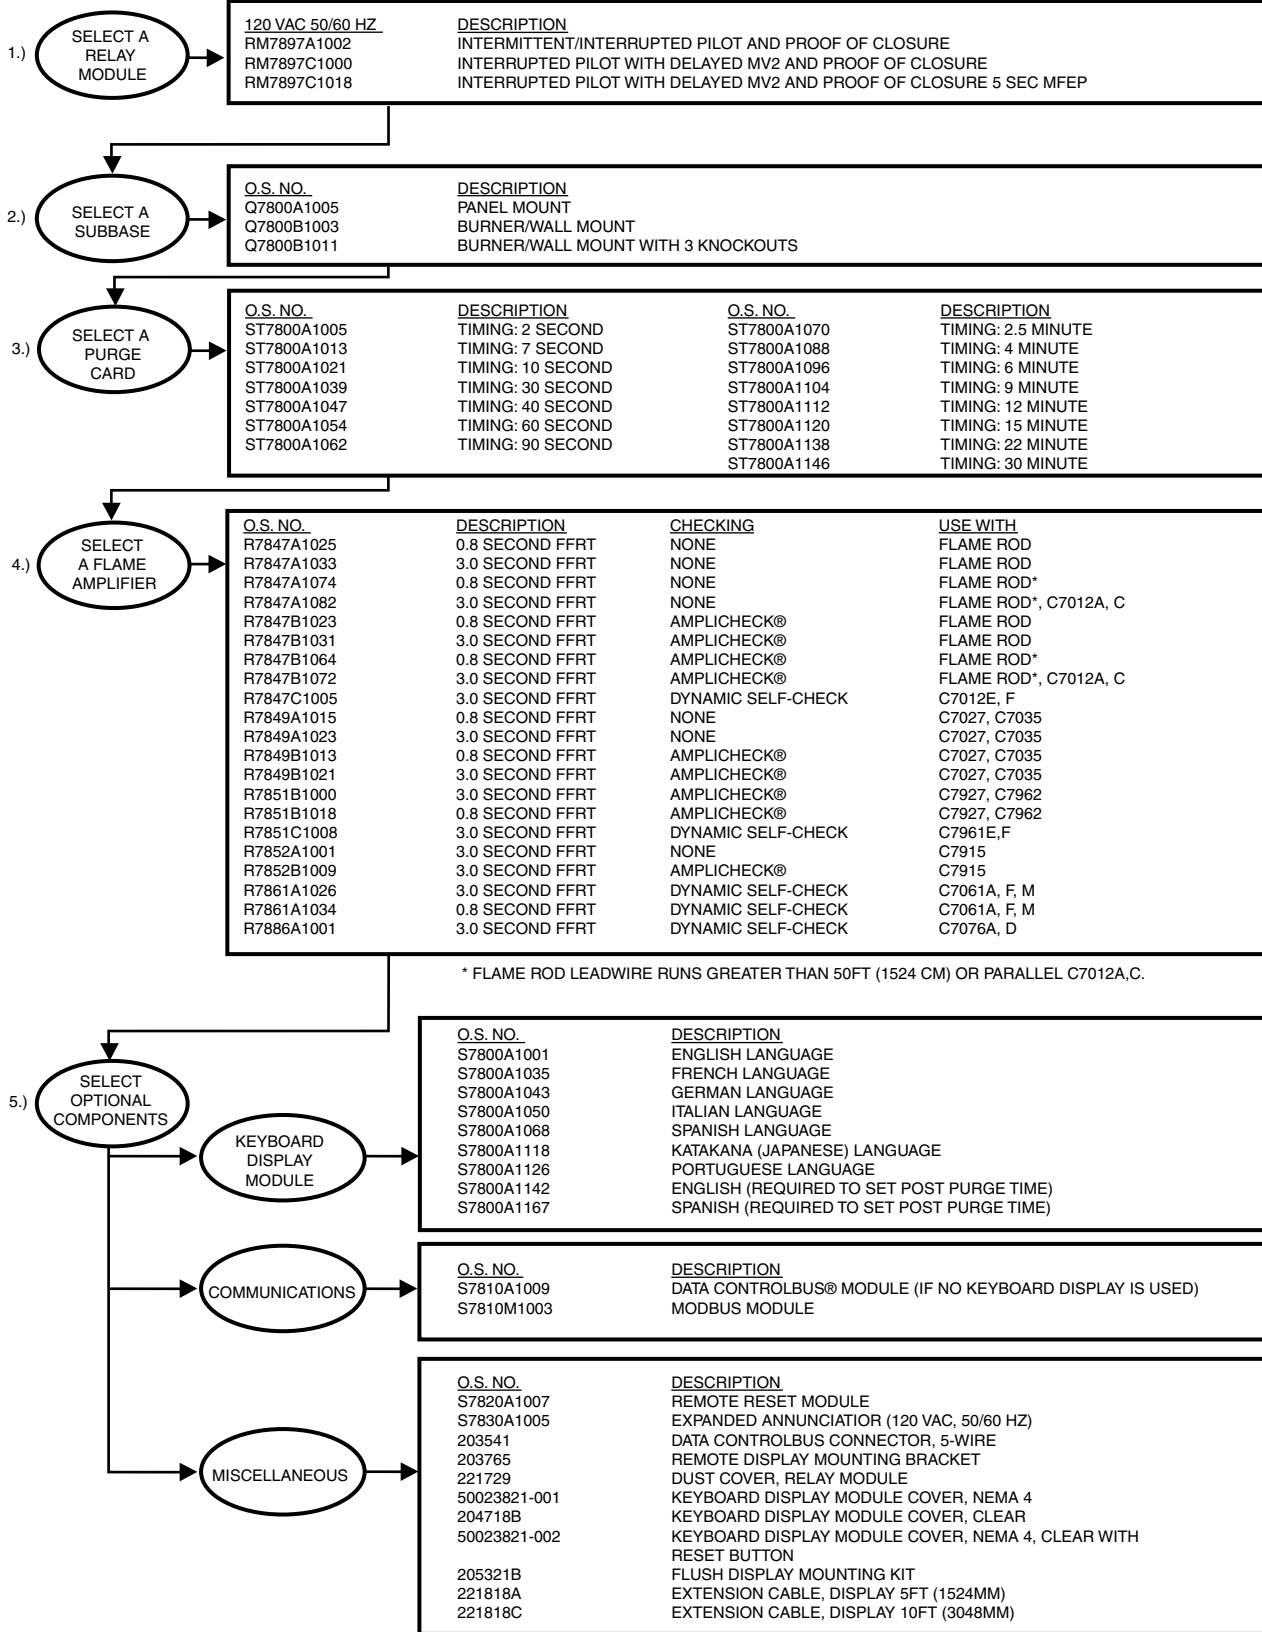 1.) SELECT A
RELAY
MODULE
120 VAC 50/60 HZ DESCRIPTION
RM7897A1002 INTERMITTENT/INTERRUPTED PILOT AND PROOF OF CLOSURE
RM7897C1000 INTERRUPTED PILOT WITH DELAYED MV2 AND PROOF OF CLOSURE
RM7897C1018 INTERRUPTED PILOT WITH DELAYED MV2 AND PROOF OF CLOSURE 5 SEC MFEP
2.) SELECT A
SUBBASE
O.S. NO. DESCRIPTION
Q7800A1005 PANEL MOUNT
Q7800B1003 BURNER/WALL MOUNT
Q7800B1011 BURNER/WALL MOUNT WITH 3 KNOCKOUTS
3.) SELECT A
PURGE
CARD
O.S. NO. DESCRIPTION O.S. NO. DESCRIPTION
ST7800A1005 TIMING: 2 SECOND ST7800A1070 TIMING: 2.5 MINUTE
ST7800A1013 TIMING: 7 SECOND ST7800A1088 TIMING: 4 MINUTE
ST7800A1021 TIMING: 10 SECOND ST7800A1096 TIMING: 6 MINUTE
ST7800A1039 TIMING: 30 SECOND ST7800A1104 TIMING: 9 MINUTE
ST7800A1047 TIMING: 40 SECOND ST7800A1112 TIMING: 12 MINUTE
ST7800A1054 TIMING: 60 SECOND ST7800A1120 TIMING: 15 MINUTE
ST7800A1062 TIMING: 90 SECOND ST7800A1138 TIMING: 22 MINUTE
ST7800A1146 TIMING: 30 MINUTE
4.) SELECT
A FLAME
AMPLIFIER
O.S. NO. DESCRIPTION CHECKING USE WITH
R7847A1025 0.8 SECOND FFRT NONE FLAME ROD
R7847A1033 3.0 SECOND FFRT NONE FLAME ROD
R7847A1074 0.8 SECOND FFRT NONE FLAME ROD*
R7847A1082 3.0 SECOND FFRT NONE FLAME ROD*, C7012A, C
R7847B1023 0.8 SECOND FFRT AMPLICHECK® FLAME ROD
R7847B1031 3.0 SECOND FFRT AMPLICHECK® FLAME ROD
R7847B1064 0.8 SECOND FFRT AMPLICHECK® FLAME ROD*
R7847B1072 3.0 SECOND FFRT AMPLICHECK® FLAME ROD*, C7012A, C
R7847C1005 3.0 SECOND FFRT DYNAMIC SELF-CHECK C7012E, F
R7849A1015 0.8 SECOND FFRT NONE C7027, C7035
R7849A1023 3.0 SECOND FFRT NONE C7027, C7035
R7849B1013 0.8 SECOND FFRT AMPLICHECK® C7027, C7035
R7849B1021 3.0 SECOND FFRT AMPLICHECK® C7027, C7035
R7851B1000 3.0 SECOND FFRT AMPLICHECK® C7927, C7962
R7851B1018 0.8 SECOND FFRT AMPLICHECK® C7927, C7962
R7851C1008 3.0 SECOND FFRT DYNAMIC SELF-CHECK C7961E,F
R7852A1001 3.0 SECOND FFRT NONE C7915
R7852B1009 3.0 SECOND FFRT AMPLICHECK® C7915
R7861A1026 3.0 SECOND FFRT DYNAMIC SELF-CHECK C7061A, F, M
R7861A1034 0.8 SECOND FFRT DYNAMIC SELF-CHECK C7061A, F, M
R7886A1001 3.0 SECOND FFRT DYNAMIC SELF-CHECK C7076A, D
* FLAME ROD LEADWIRE RUNS GREATER THAN 50FT (1524 CM) OR PARALLEL C7012A,C.
5.) SELECT
OPTIONAL
COMPONENTS
KEYBOARD
DISPLAY
MODULE
O.S. NO. DESCRIPTION
S7800A1001 ENGLISH LANGUAGE
S7800A1035 FRENCH LANGUAGE
S7800A1043 GERMAN LANGUAGE
S7800A1050 ITALIAN LANGUAGE
S7800A1068 SPANISH LANGUAGE
S7800A1118 KATAKANA (JAPANESE) LANGUAGE
S7800A1126 PORTUGUESE LANGUAGE
S7800A1142 ENGLISH (REQUIRED TO SET POST PURGE TIME)
S7800A1167 SPANISH (REQUIRED TO SET POST PURGE TIME)
COMMUNICATIONS
O.S. NO. DESCRIPTION
S7810A1009 DATA CONTROLBUS® MODULE (IF NO KEYBOARD DISPLAY IS USED)
S7810M1003 MODBUS MODULE
MISCELLANEOUS
O.S. NO. DESCRIPTION
S7820A1007 REMOTE RESET MODULE
S7830A1005 EXPANDED ANNUNCIATIOR (120 VAC, 50/60 HZ)
203541 DATA CONTROLBUS CONNECTOR, 5-WIRE
203765 REMOTE DISPLAY MOUNTING BRACKET
221729 DUST COVER, RELAY MODULE
50023821-001 KEYBOARD DISPLAY MODULE COVER, NEMA 4
204718B KEYBOARD DISPLAY MODULE COVER, CLEAR
50023821-002 KEYBOARD DISPLAY MODULE COVER, NEMA 4, CLEAR WITH
RESET BUTTON
205321B FLUSH DISPLAY MOUNTING KIT
221818A EXTENSION CABLE, DISPLAY 5FT (1524MM)
221818C EXTENSION CABLE, DISPLAY 10FT (3048MM)